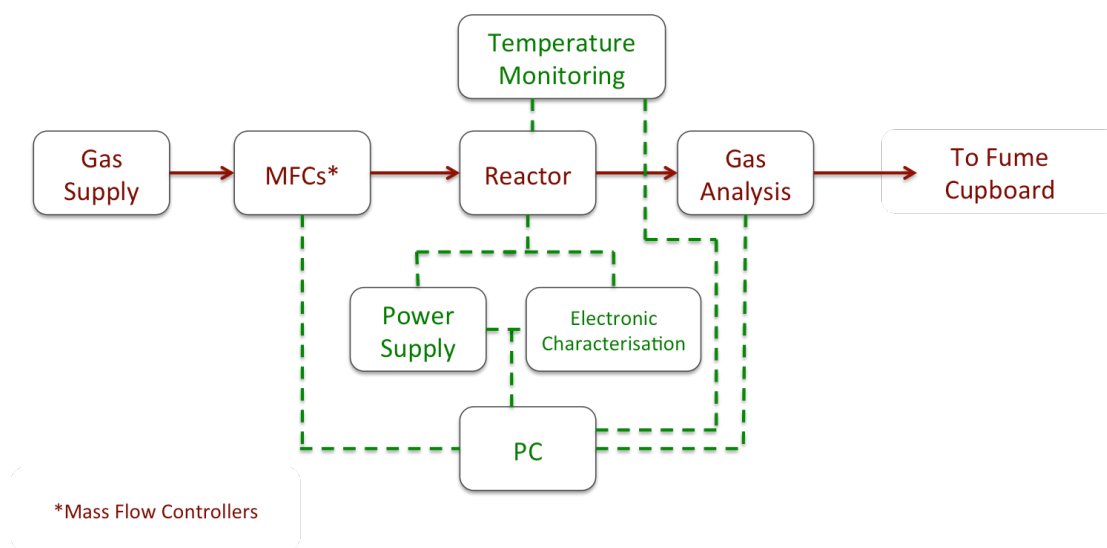 Temperature
Monitoring
Gas
Supply
MFCs*
Reactor
Gas
Analysis
To Fume
Cupboard
Power
Supply
Electronic
Characterisation
PC
*Mass Flow Controllers